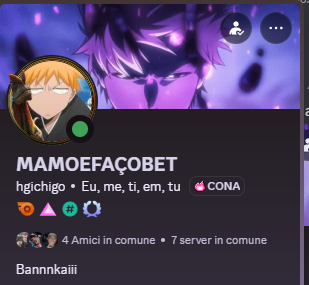 MAMOEFAÇOBET
hgichigo • Eu, me, ti, em, tu CONA
#
4 Amici in comune • 7 server in comune
Bannnkaiii